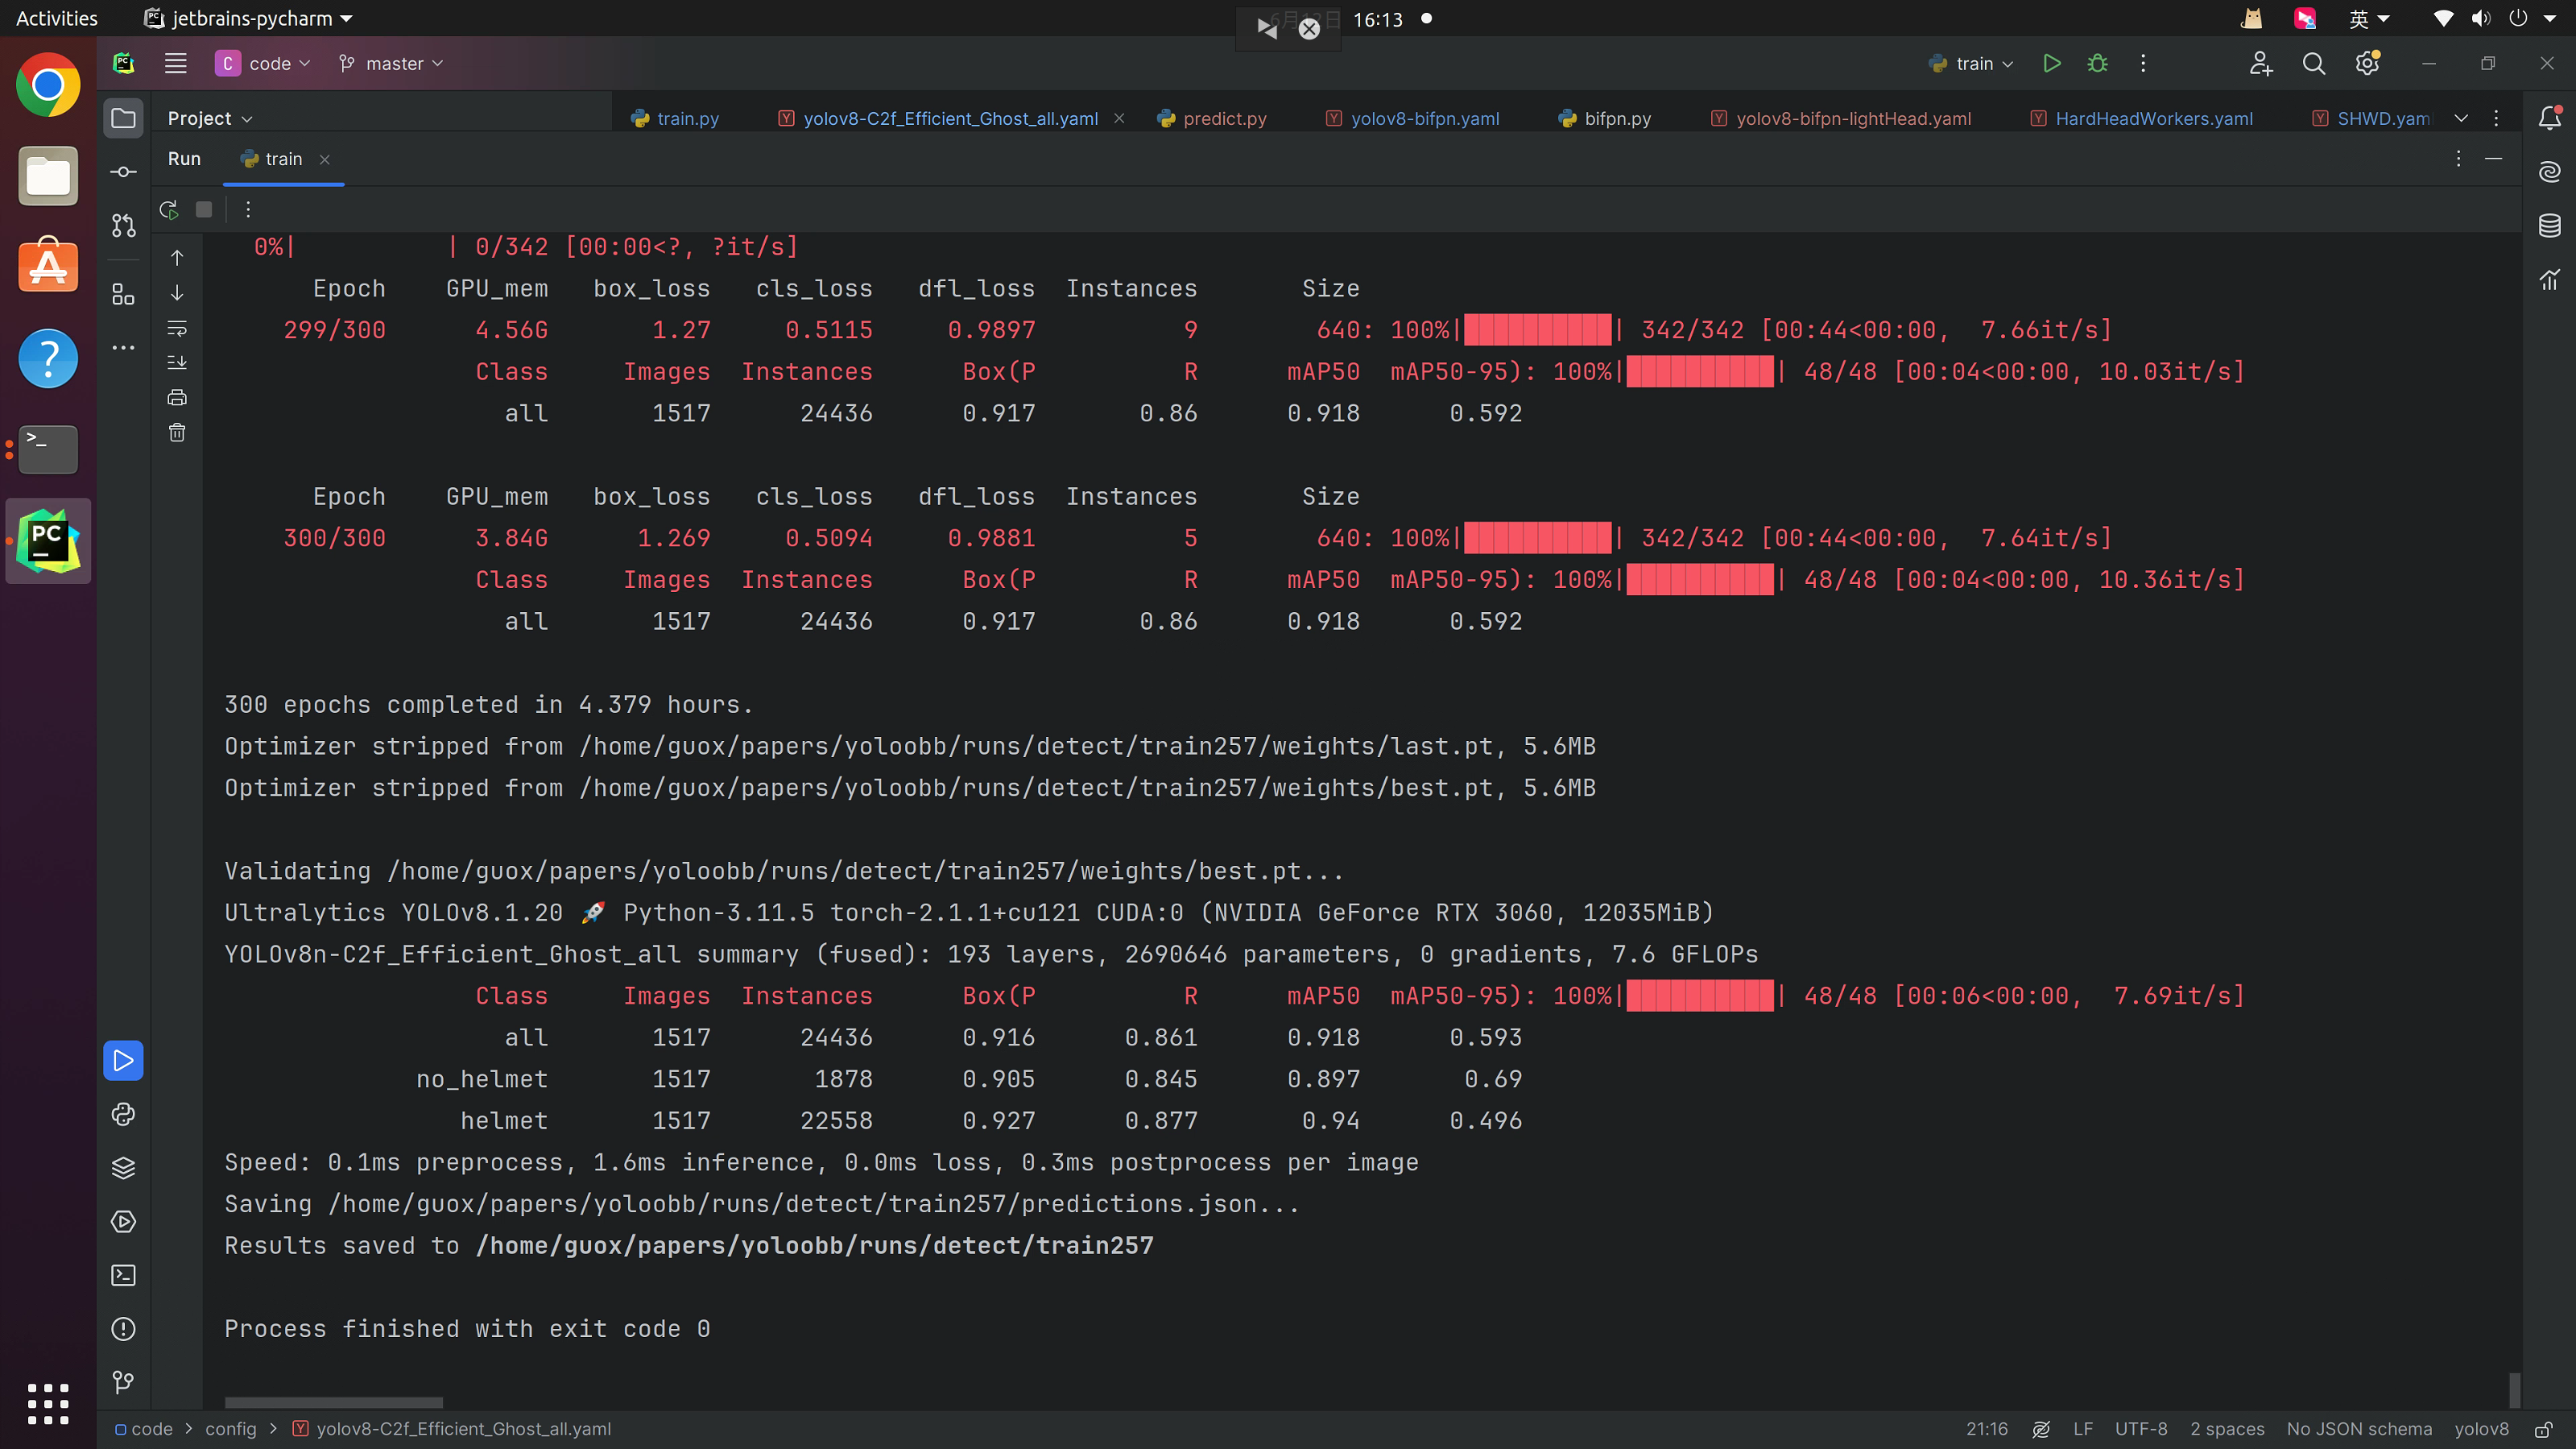 Activities jetbrains-pycharm 16:13 英
C code master train
Project train.py yolov8-C2f_Efficient_Ghost_all.yaml predict.py yolov8-bifpn.yaml bifpn.py yolov8-bifpn-lightHead.yaml HardHeadWorkers.yaml SHWD.yam
Run train
0%| | 0/342 [00:00<?, ?it/s]
Epoch GPU_mem box_loss cls_loss dfl_loss Instances Size
299/300 4.56G 1.27 0.5115 0.9897 9 640: 100%|██████████| 342/342 [00:44<00:00, 7.66it/s]
Class Images Instances Box(P R mAP50 mAP50-95): 100%|██████████| 48/48 [00:04<00:00, 10.03it/s]
all 1517 24436 0.917 0.86 0.918 0.592
Epoch GPU_mem box_loss cls_loss dfl_loss Instances Size
300/300 3.84G 1.269 0.5094 0.9881 5 640: 100%|██████████| 342/342 [00:44<00:00, 7.64it/s]
Class Images Instances Box(P R mAP50 mAP50-95): 100%|██████████| 48/48 [00:04<00:00, 10.36it/s]
all 1517 24436 0.917 0.86 0.918 0.592
300 epochs completed in 4.379 hours.
Optimizer stripped from /home/guox/papers/yoloobb/runs/detect/train257/weights/last.pt, 5.6MB
Optimizer stripped from /home/guox/papers/yoloobb/runs/detect/train257/weights/best.pt, 5.6MB
Validating /home/guox/papers/yoloobb/runs/detect/train257/weights/best.pt...
Ultralytics YOLOv8.1.20 🚀 Python-3.11.5 torch-2.1.1+cu121 CUDA:0 (NVIDIA GeForce RTX 3060, 12035MiB)
YOLOv8n-C2f_Efficient_Ghost_all summary (fused): 193 layers, 2690646 parameters, 0 gradients, 7.6 GFLOPs
Class Images Instances Box(P R mAP50 mAP50-95): 100%|██████████| 48/48 [00:06<00:00, 7.69it/s]
all 1517 24436 0.916 0.861 0.918 0.593
no_helmet 1517 1878 0.905 0.845 0.897 0.69
helmet 1517 22558 0.927 0.877 0.94 0.496
Speed: 0.1ms preprocess, 1.6ms inference, 0.0ms loss, 0.3ms postprocess per image
Saving /home/guox/papers/yoloobb/runs/detect/train257/predictions.json...
Results saved to /home/guox/papers/yoloobb/runs/detect/train257
Process finished with exit code 0
code > config > yolov8-C2f_Efficient_Ghost_all.yaml 21:16 LF UTF-8 2 spaces No JSON schema yolov8